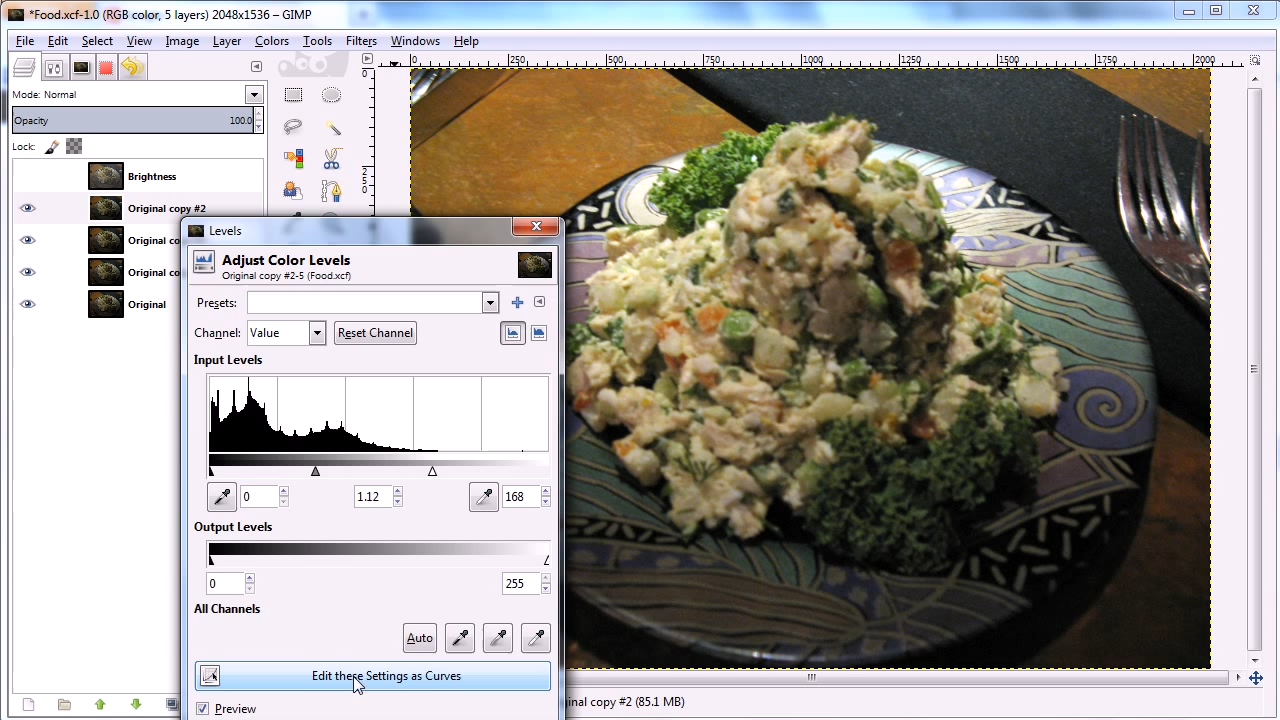 *Food.xcf-1.0 (RGB color, 5 layers) 2048x1536 – GIMP
File Edit Select View Image Layer Colors Tools Filters Windows Help
Mode: Normal
Opacity 100.0
Lock:
Brightness
Original copy #2
Original co
Original co
Original
0 250 500 750 1000 1250 1500 1750 2000
0
250
Levels
Adjust Color Levels
Original copy #2-5 (Food.xcf)
Presets:
Channel: Value Reset Channel
Input Levels
0 1.12 168
Output Levels
0 255
All Channels
Auto
Edit these Settings as Curves
Preview
inal copy #2 (85.1 MB)